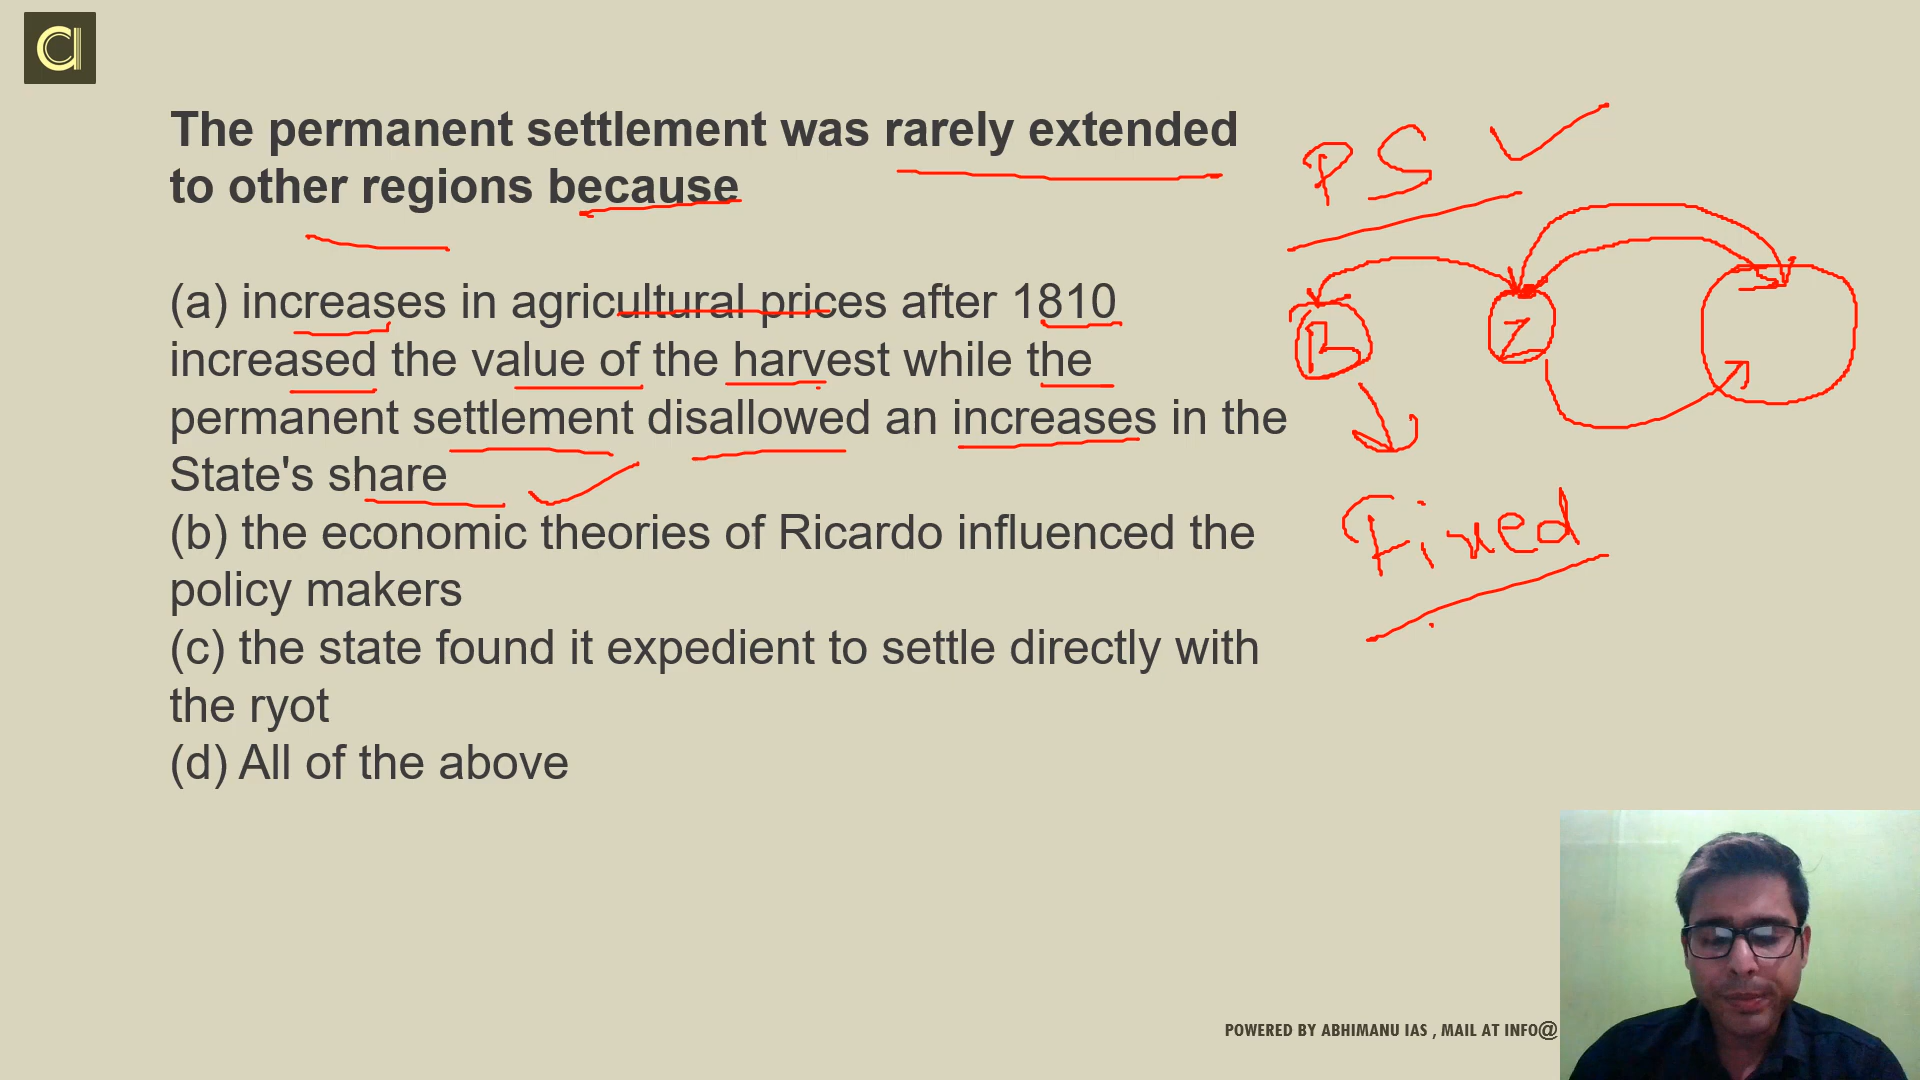 The permanent settlement was rarely extended
to other regions because
(a) increases in agricultural prices after 1810
increased the value of the harvest while the
permanent settlement disallowed an increases in the
State's share
(b) the economic theories of Ricardo influenced the
policy makers
(c) the state found it expedient to settle directly with
the ryot
(d) All of the above
PS
B Z
Fixed
POWERED BY ABHIMANU IAS , MAIL AT INFO@